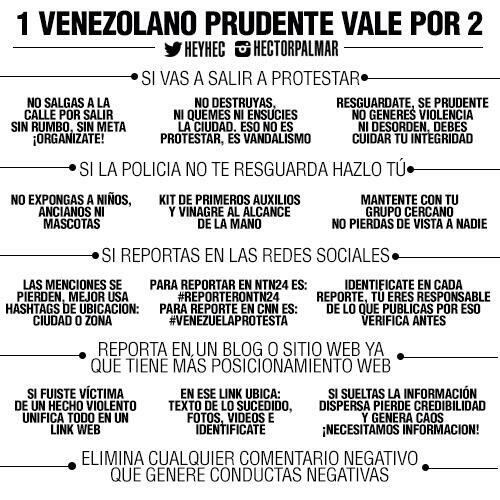 1 VENEZOLANO PRUDENTE VALE POR 2
HEYHEC HECTORPALMAR
SI VAS A SALIR A PROTESTAR
NO SALGAS A LA
CALLE POR SALIR
SIN RUMBO, SIN META
¡ORGANÍZATE!
NO DESTRUYAS,
NI QUEMES NI ENSUCIES
LA CIUDAD. ESO NO ES
PROTESTAR, ES VANDALISMO
RESGUARDATE, SE PRUDENTE
NO GENERES VIOLENCIA
NI DESORDEN, DEBES
CUIDAR TU INTEGRIDAD
SI LA POLICIA NO TE RESGUARDA HAZLO TÚ
NO EXPONGAS A NIÑOS,
ANCIANOS NI
MASCOTAS
KIT DE PRIMEROS AUXILIOS
Y VINAGRE AL ALCANCE
DE LA MANO
MANTENTE CON TU
GRUPO CERCANO
NO PIERDAS DE VISTA A NADIE
SI REPORTAS EN LAS REDES SOCIALES
LAS MENCIONES SE
PIERDEN, MEJOR USA
HASHTAGS DE UBICACION:
CIUDAD O ZONA
PARA REPORTAR EN NTN24 ES:
#REPORTERONTN24
PARA REPORTE EN CNN ES:
#VENEZUELAPROTESTA
IDENTIFICATE EN CADA
REPORTE, TÚ ERES RESPONSABLE
DE LO QUE PUBLICAS POR ESO
VERIFICA ANTES
REPORTA EN UN BLOG O SITIO WEB YA
QUE TIENE MÁS POSICIONAMIENTO WEB
SI FUISTE VÍCTIMA
DE UN HECHO VIOLENTO
UNIFICA TODO EN UN
LINK WEB
EN ESE LINK UBICA:
TEXTO DE LO SUCEDIDO,
FOTOS, VIDEOS E
IDENTIFICATE
SI SUELTAS LA INFORMACIÓN
DISPERSA PIERDE CREDIBILIDAD
Y GENERA CAOS
¡NECESITAMOS INFORMACION!
ELIMINA CUALQUIER COMENTARIO NEGATIVO
QUE GENERE CONDUCTAS NEGATIVAS